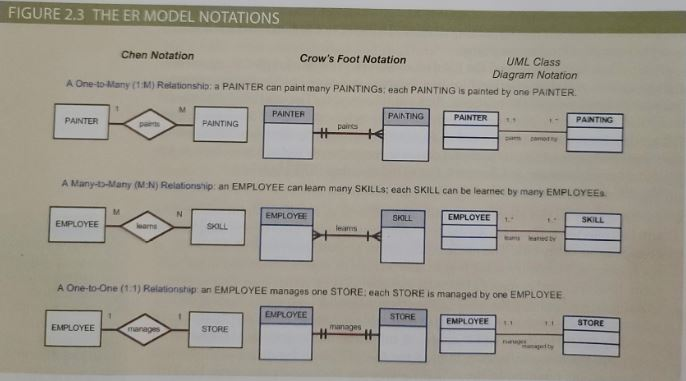 FIGURE 2.3 THE ER MODEL NOTATIONS
Chen Notation
Crow's Foot Notation
UML Class
Diagram Notation
A One-to-Many (1:M) Relationship: a PAINTER can paint many PAINTINGs; each PAINTING is painted by one PAINTER.
PAINTER 1 paints M PAINTING
PAINTER paints PAINTING
PAINTER 1..1 1..* PAINTING
paints painted by
A Many-to-Many (M:N) Relationship: an EMPLOYEE can learn many SKILLs; each SKILL can be learned by many EMPLOYEEs.
EMPLOYEE M learns N SKILL
EMPLOYEE learns SKILL
EMPLOYEE 1..* 1..* SKILL
learns learned by
A One-to-One (1:1) Relationship: an EMPLOYEE manages one STORE; each STORE is managed by one EMPLOYEE.
EMPLOYEE 1 manages 1 STORE
EMPLOYEE manages STORE
EMPLOYEE 1..1 1..1 STORE
manages managed by